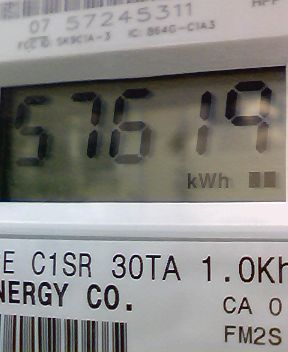 07 57245311
FCC ID: SK9C1A-3 IC: 864G-C1A3
57619
kWh
E C1SR 30TA 1.0Kh
NERGY CO. CA 0
FM2S